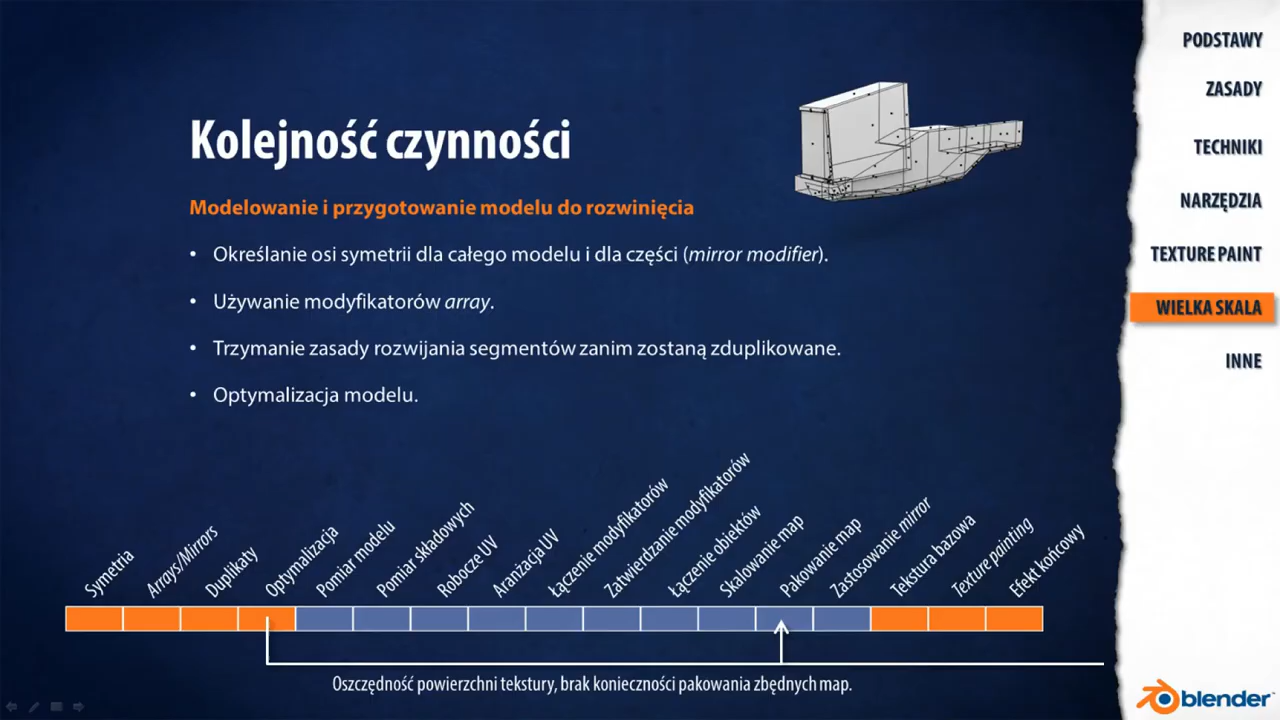 Kolejność czynności
Modelowanie i przygotowanie modelu do rozwinięcia
• Określanie osi symetrii dla całego modelu i dla części (mirror modifier).
• Używanie modyfikatorów array.
• Trzymanie zasady rozwijania segmentów zanim zostaną zduplikowane.
• Optymalizacja modelu.
Symetria
Arrays/Mirrors
Duplikaty
Optymalizacja
Pomiar modelu
Pomiar składowych
Robocze UV
Aranżacja UV
Łączenie modyfikatorów
Zatwierdzanie modyfikatorów
Łączenie obiektów
Skalowanie map
Pakowanie map
Zastosowanie mirror
Tekstura bazowa
Texture painting
Efekt końcowy
Oszczędność powierzchni tekstury, brak konieczności pakowania zbędnych map.
PODSTAWY
ZASADY
TECHNIKI
NARZĘDZIA
TEXTURE PAINT
WIELKA SKALA
INNE
blender